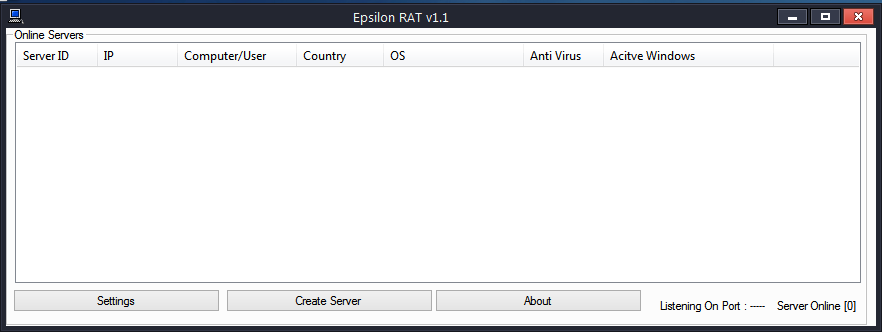 Epsilon RAT v1.1
Online Servers
Server ID IP Computer/User Country OS Anti Virus Acitve Windows
Settings Create Server About Listening On Port : ----- Server Online [0]